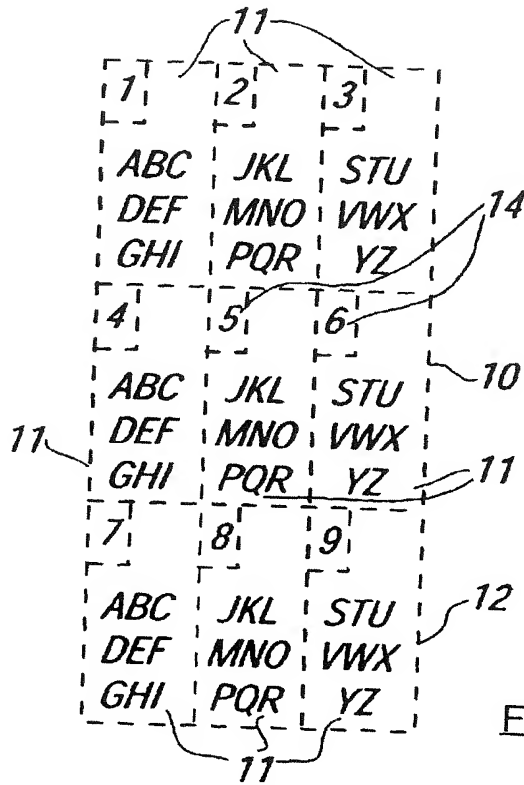 11
1 2 3
ABC JKL STU
DEF MNO VWX
GHI PQR YZ
14
4 5 6
10
ABC JKL STU
11 DEF MNO VWX
GHI PQR YZ 11
7 8 9
12
ABC JKL STU
DEF MNO VWX
GHI PQR YZ
11
F